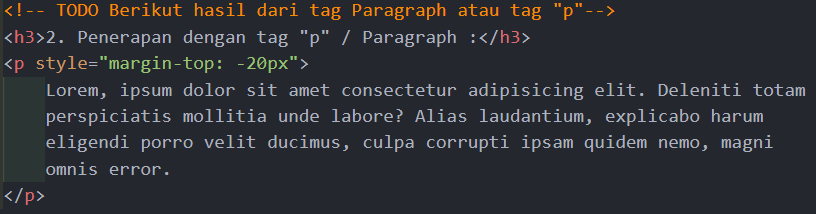 <!-- TODO Berikut hasil dari tag Paragraph atau tag "p"-->
<h3>2. Penerapan dengan tag "p" / Paragraph :</h3>
<p style="margin-top: -20px">
Lorem, ipsum dolor sit amet consectetur adipisicing elit. Deleniti totam
perspiciatis mollitia unde labore? Alias laudantium, explicabo harum
eligendi porro velit ducimus, culpa corrupti ipsam quidem nemo, magni
omnis error.
</p>